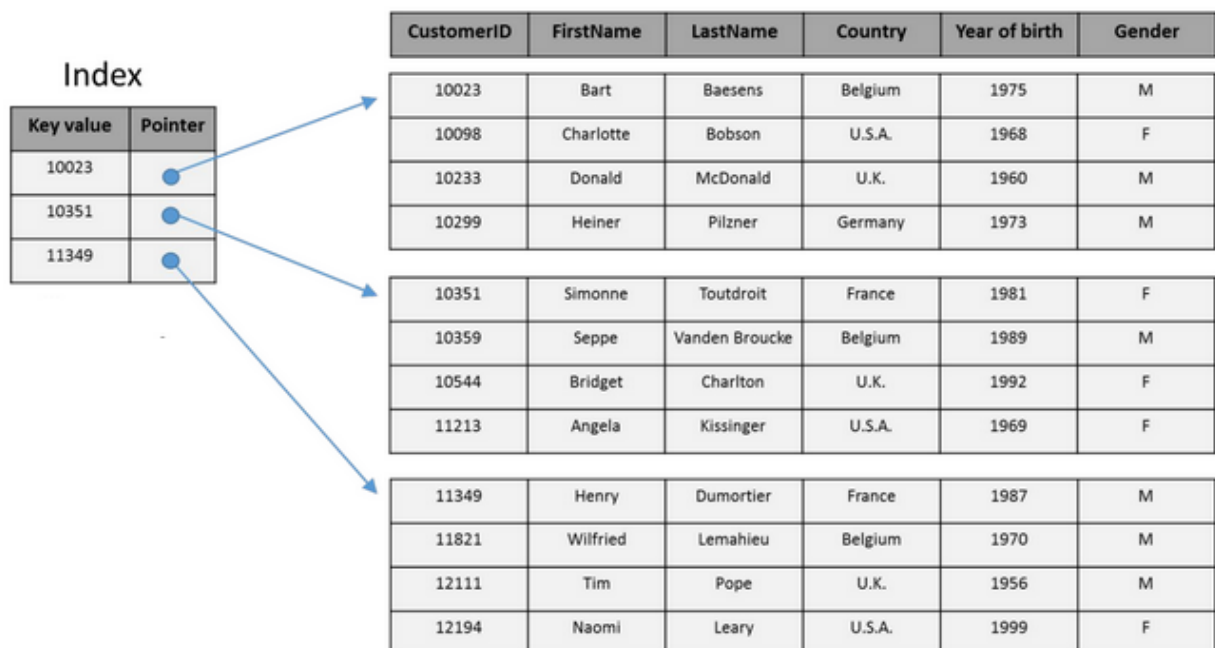 CustomerID FirstName LastName Country Year of birth Gender
Index
Key value Pointer
10023
10351
11349
10023 Bart Baesens Belgium 1975 M
10098 Charlotte Bobson U.S.A. 1968 F
10233 Donald McDonald U.K. 1960 M
10299 Heiner Pilzner Germany 1973 M
10351 Simonne Toutdroit France 1981 F
10359 Seppe Vanden Broucke Belgium 1989 M
10544 Bridget Charlton U.K. 1992 F
11213 Angela Kissinger U.S.A. 1969 F
11349 Henry Dumortier France 1987 M
11821 Wilfried Lemahieu Belgium 1970 M
12111 Tim Pope U.K. 1956 M
12194 Naomi Leary U.S.A. 1999 F